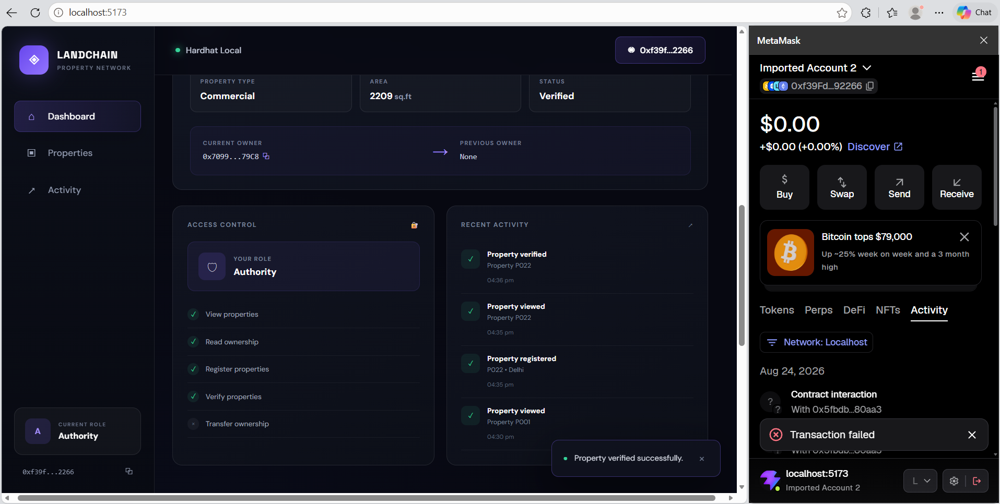 localhost:5173
Chat
LANDCHAIN
PROPERTY NETWORK
Dashboard
Properties
Activity
A
CURRENT ROLE
Authority
0xf39f...2266
Hardhat Local
0xf39f...2266
PROPERTY TYPE
Commercial
AREA
2209 sq.ft
STATUS
Verified
CURRENT OWNER
0x7099...79C8
PREVIOUS OWNER
None
ACCESS CONTROL
YOUR ROLE
Authority
View properties
Read ownership
Register properties
Verify properties
Transfer ownership
RECENT ACTIVITY
Property verified
Property P022
04:36 pm
Property viewed
Property P022
04:35 pm
Property registered
P022 • Delhi
04:35 pm
Property viewed
Property P001
04:30 pm
Property verified successfully.
MetaMask
Imported Account 2
1
0xf39Fd...92266
$0.00
+$0.00 (+0.00%) Discover
Buy
Swap
Send
Receive
Bitcoin tops $79,000
Up ~25% week on week and a 3 month
high
Tokens
Perps
DeFi
NFTs
Activity
Network: Localhost
Aug 24, 2026
? ?
Contract interaction
With 0x5fbdb...80aa3
Transaction failed
With 0x5fbdb...80aa3
localhost:5173
Imported Account 2
L